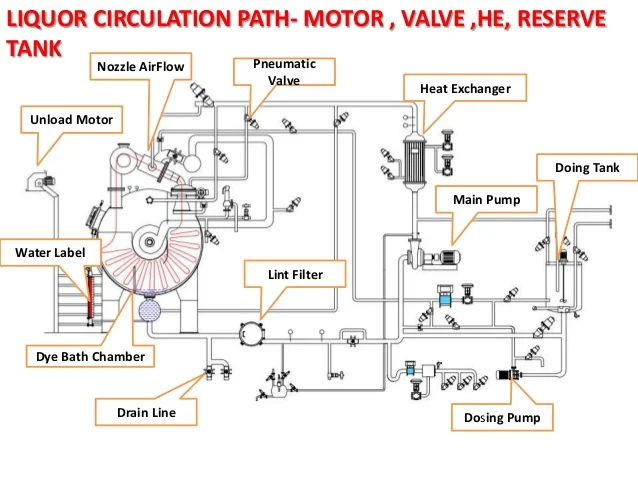 LIQUOR CIRCULATION PATH- MOTOR , VALVE ,HE, RESERVE
TANK
Nozzle AirFlow
Pneumatic
Valve
Heat Exchanger
Unload Motor
Doing Tank
Main Pump
Water Label
Lint Filter
Dye Bath Chamber
Drain Line
Dosing Pump